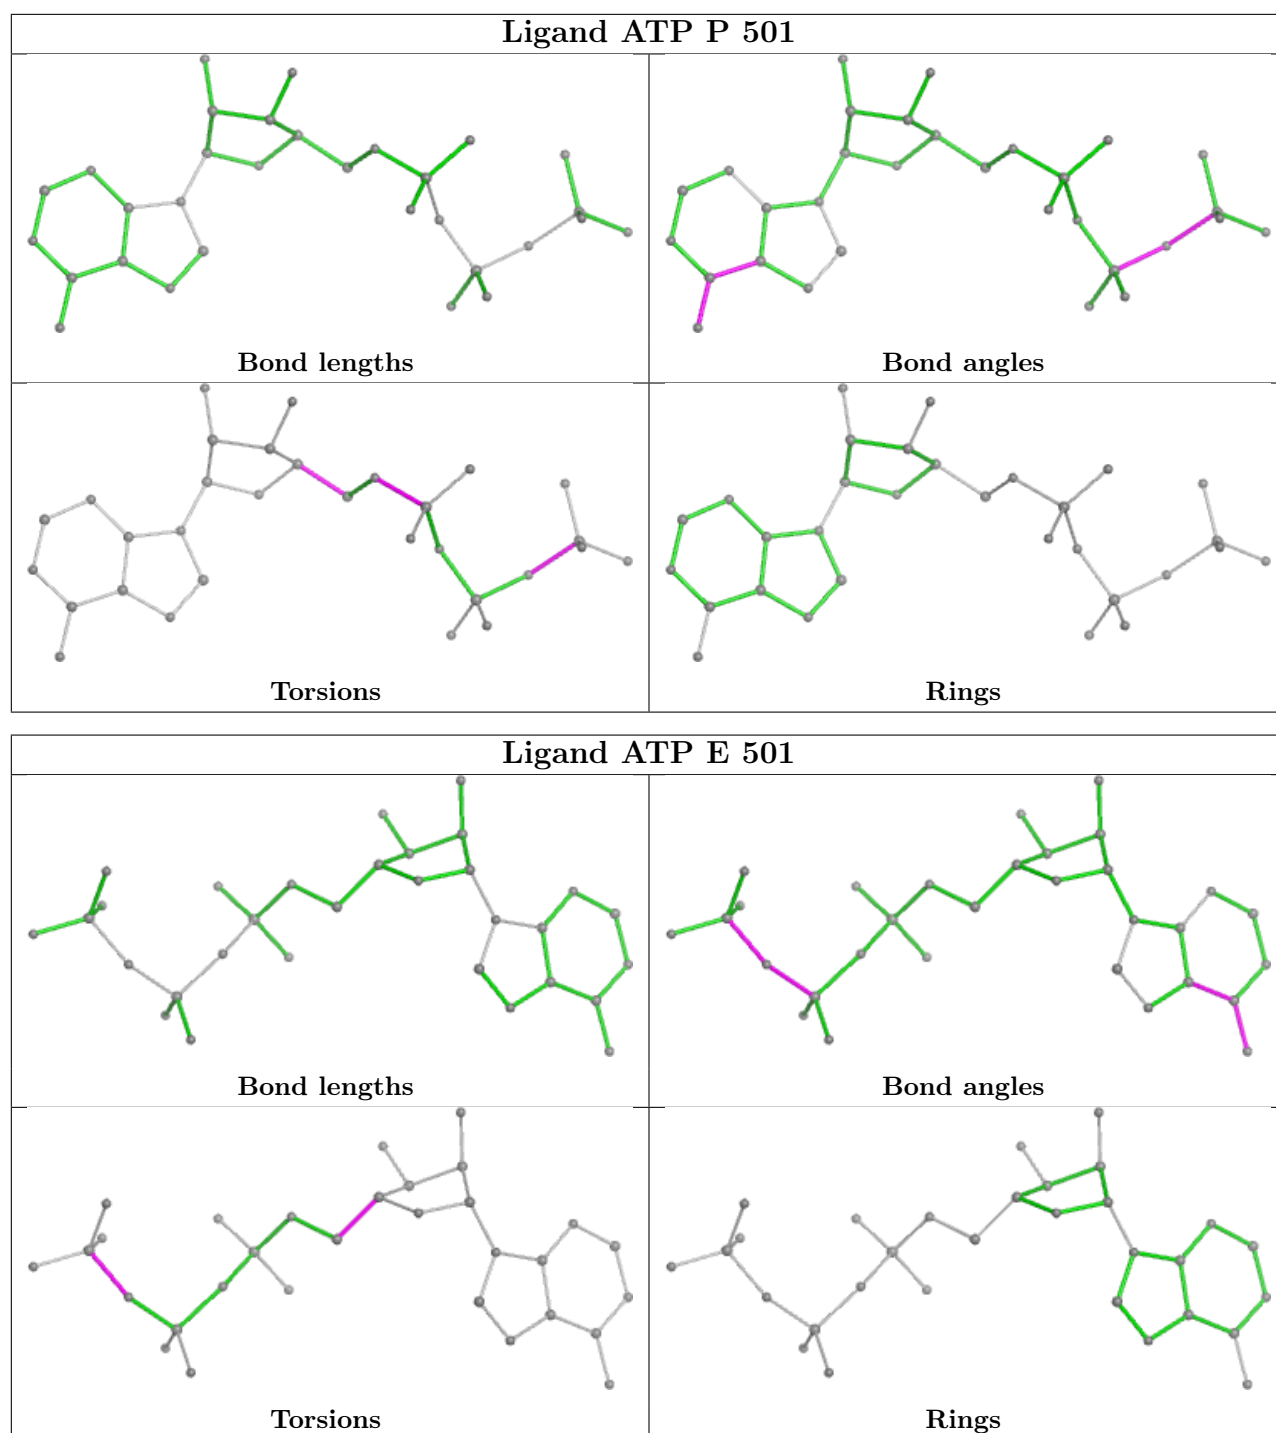 Ligand ATP P 501
Bond lengths
Bond angles
Torsions
Rings
Ligand ATP E 501
Bond lengths
Bond angles
Torsions
Rings